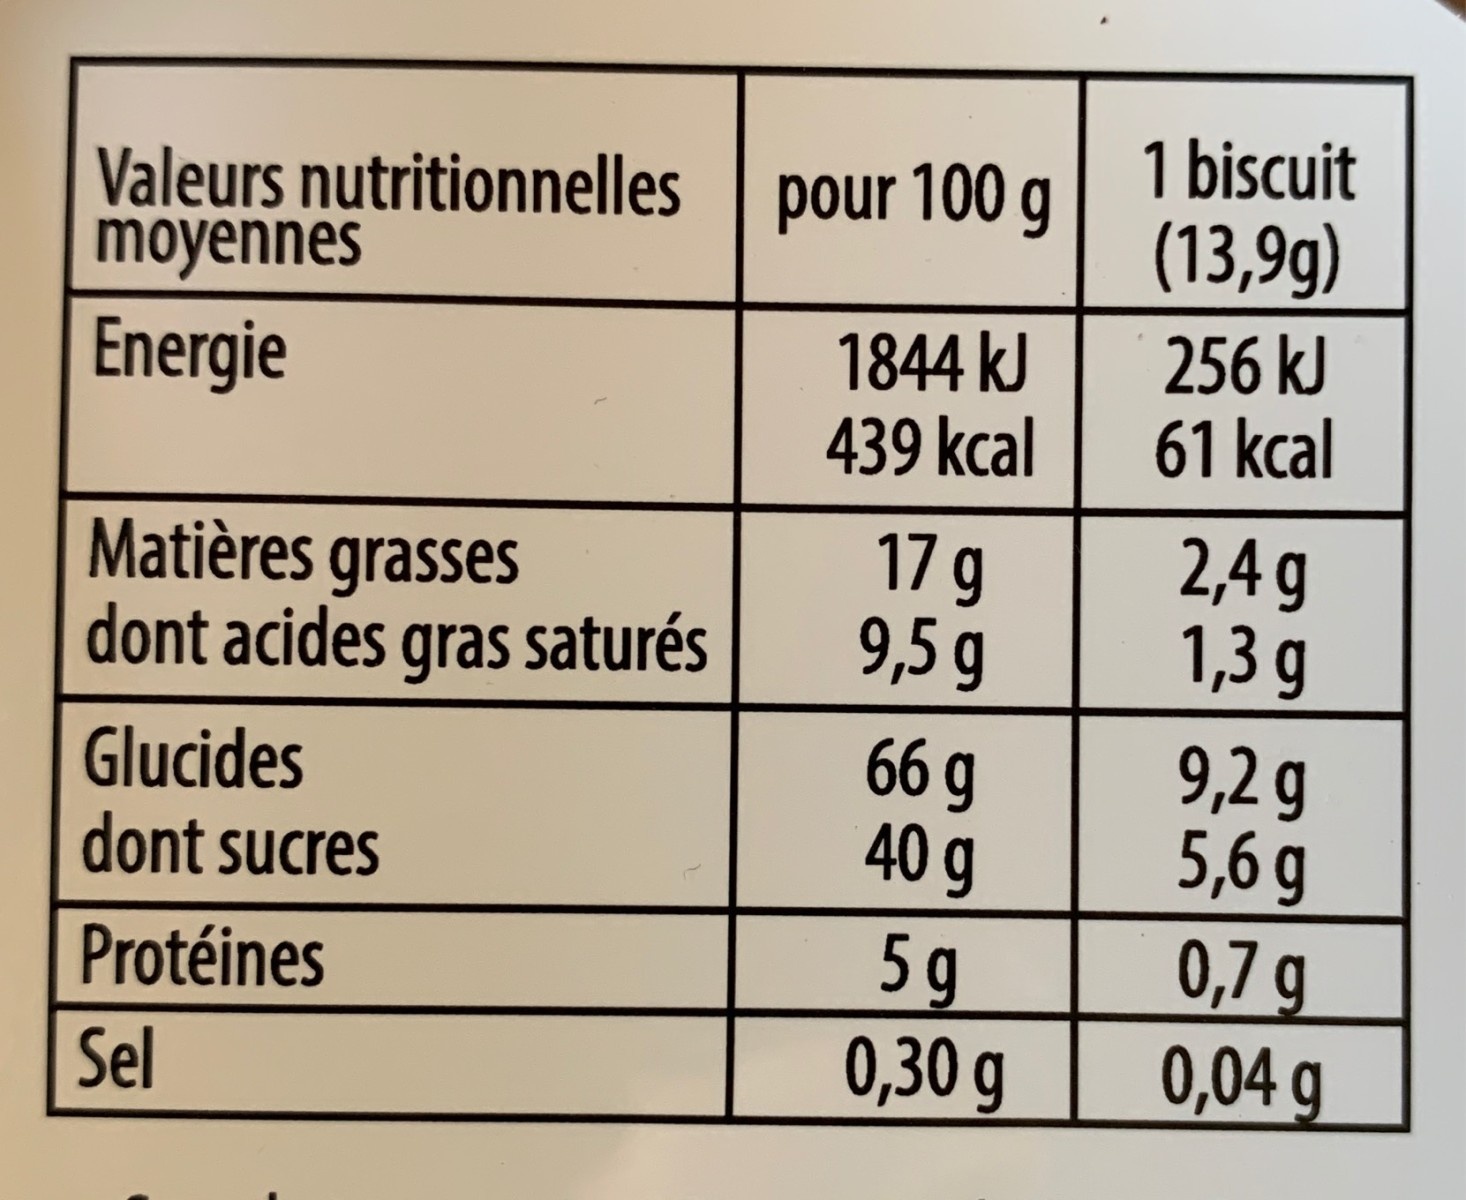 Valeurs nutritionnelles moyennes | pour 100 g | 1 biscuit (13,9g)
Energie | 1844 kJ | 256 kJ
439 kcal | 61 kcal
Matières grasses | 17 g | 2,4 g
dont acides gras saturés | 9,5 g | 1,3 g
Glucides | 66 g | 9,2 g
dont sucres | 40 g | 5,6 g
Protéines | 5 g | 0,7 g
Sel | 0,30 g | 0,04 g